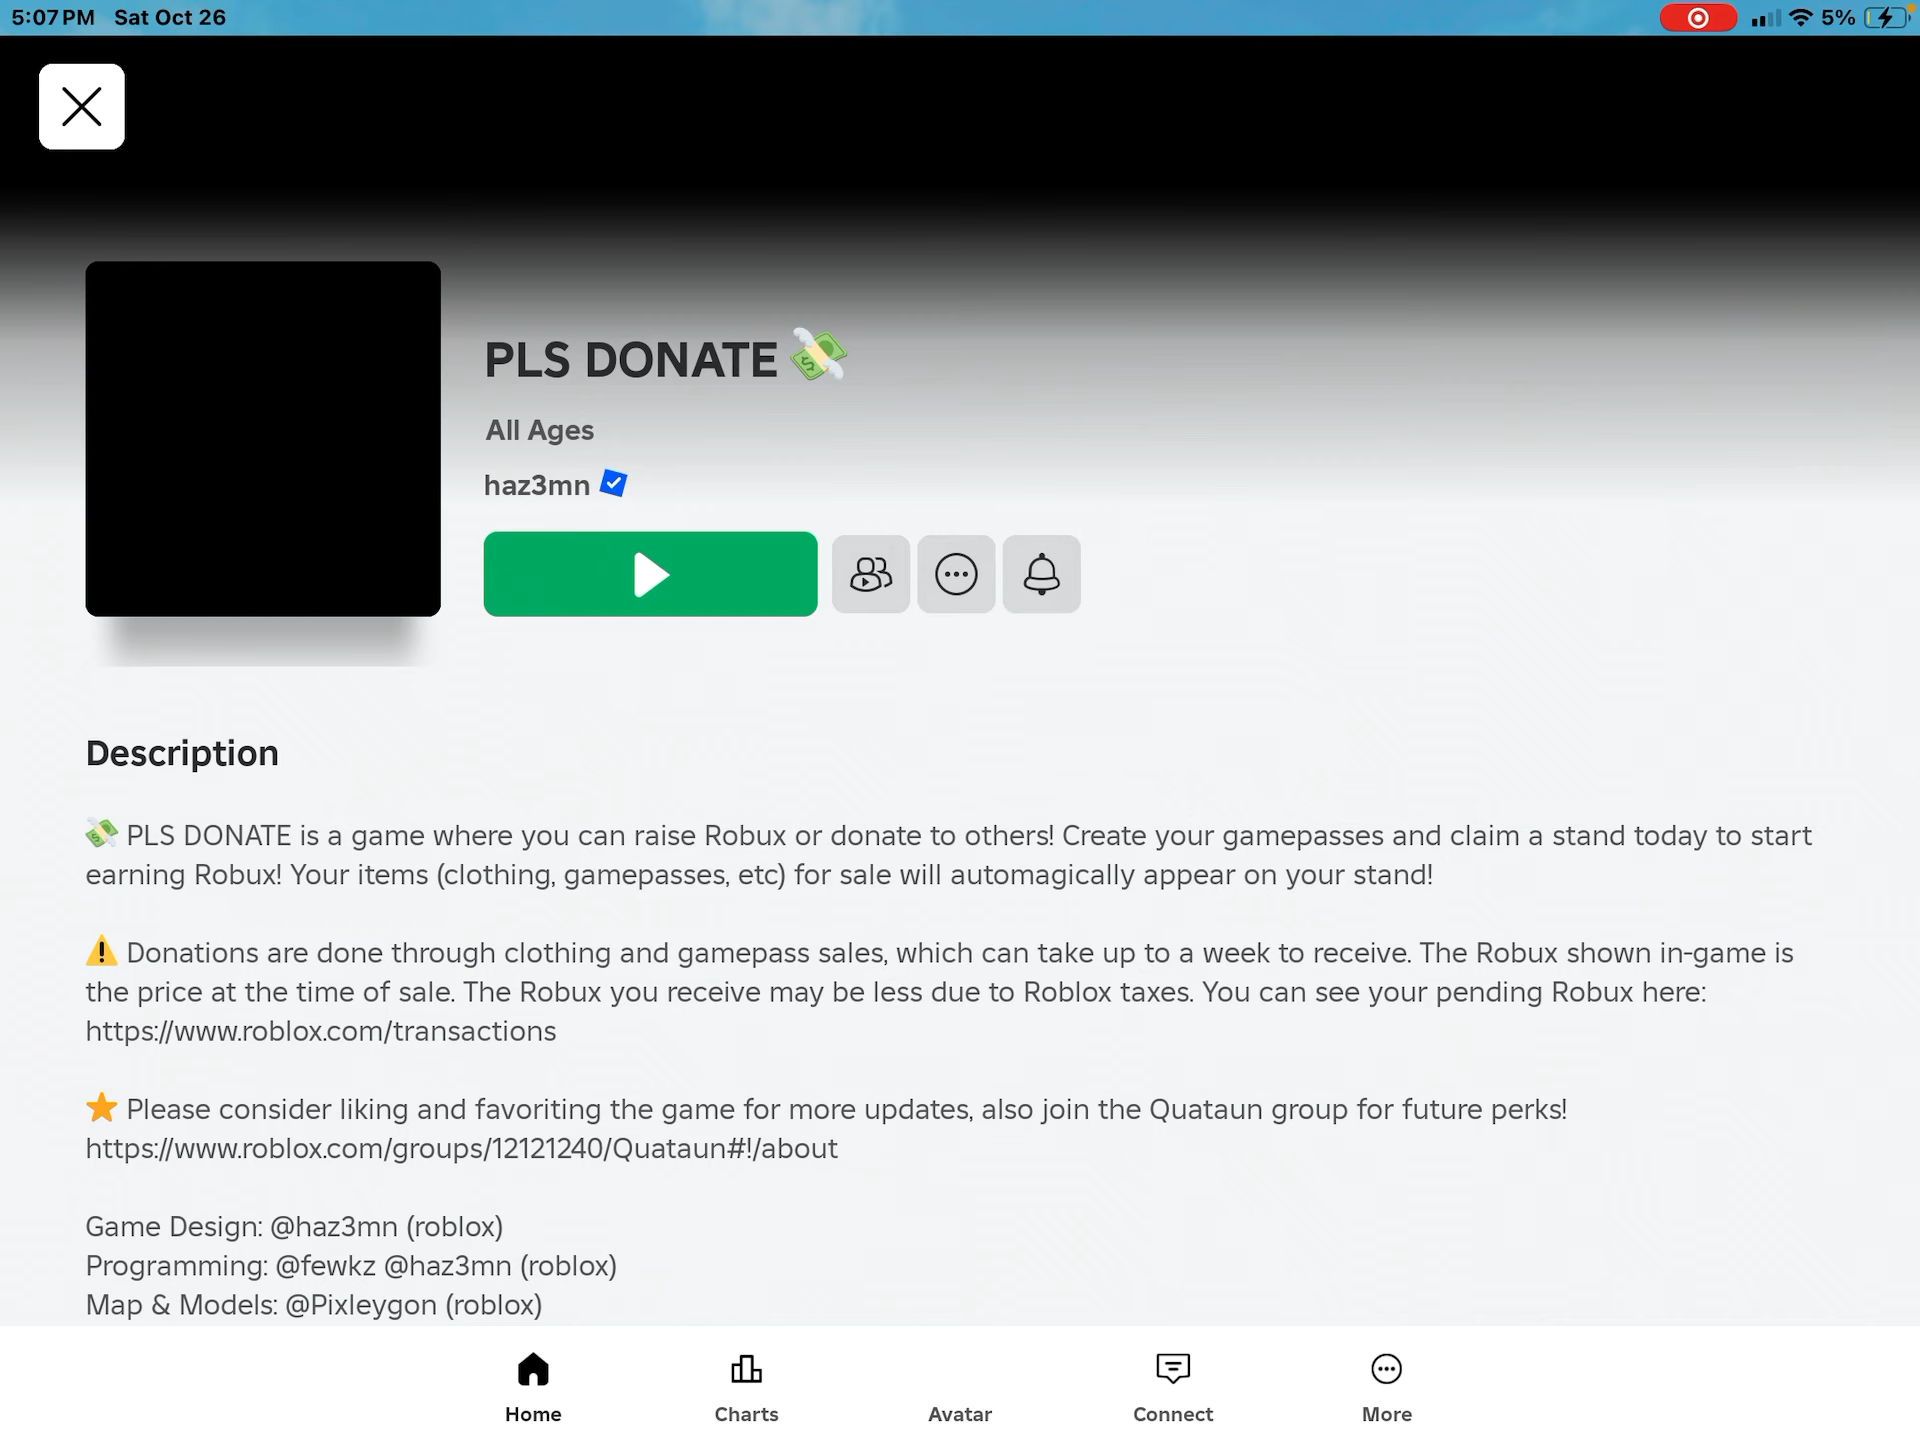 5:07 PM Sat Oct 26
5%
PLS DONATE 💸
All Ages
haz3mn
Description
💸 PLS DONATE is a game where you can raise Robux or donate to others! Create your gamepasses and claim a stand today to start
earning Robux! Your items (clothing, gamepasses, etc) for sale will automagically appear on your stand!
⚠️ Donations are done through clothing and gamepass sales, which can take up to a week to receive. The Robux shown in-game is
the price at the time of sale. The Robux you receive may be less due to Roblox taxes. You can see your pending Robux here:
https://www.roblox.com/transactions
⭐ Please consider liking and favoriting the game for more updates, also join the Quataun group for future perks!
https://www.roblox.com/groups/12121240/Quataun#!/about
Game Design: @haz3mn (roblox)
Programming: @fewkz @haz3mn (roblox)
Map & Models: @Pixleygon (roblox)
Home Charts Avatar Connect More